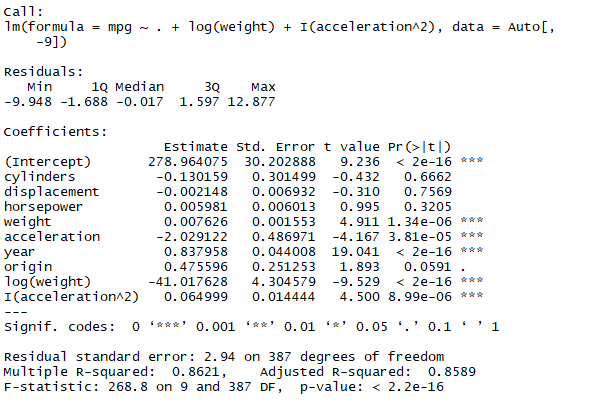 Call:
lm(formula = mpg ~ . + log(weight) + I(acceleration^2), data = Auto[,
    -9])
Residuals:
    Min      1Q  Median      3Q     Max
-9.948 -1.688 -0.017  1.597 12.877
Coefficients:
                    Estimate Std. Error t value Pr(>|t|)
(Intercept)       278.964075  30.202888   9.236  < 2e-16 ***
cylinders          -0.130159   0.301499  -0.432   0.6662
displacement       -0.002148   0.006932  -0.310   0.7569
horsepower          0.005981   0.006013   0.995   0.3205
weight              0.007626   0.001553   4.911 1.34e-06 ***
acceleration       -2.029122   0.486971  -4.167 3.81e-05 ***
year                0.837958   0.044008  19.041  < 2e-16 ***
origin              0.475596   0.251253   1.893   0.0591 .
log(weight)       -41.017628   4.304579  -9.529  < 2e-16 ***
I(acceleration^2)   0.064999   0.014444   4.500 8.99e-06 ***
---
Signif. codes:  0 ‘***’ 0.001 ‘**’ 0.01 ‘*’ 0.05 ‘.’ 0.1 ‘ ’ 1
Residual standard error: 2.94 on 387 degrees of freedom
Multiple R-squared:  0.8621,    Adjusted R-squared:  0.8589
F-statistic: 268.8 on 9 and 387 DF,  p-value: < 2.2e-16